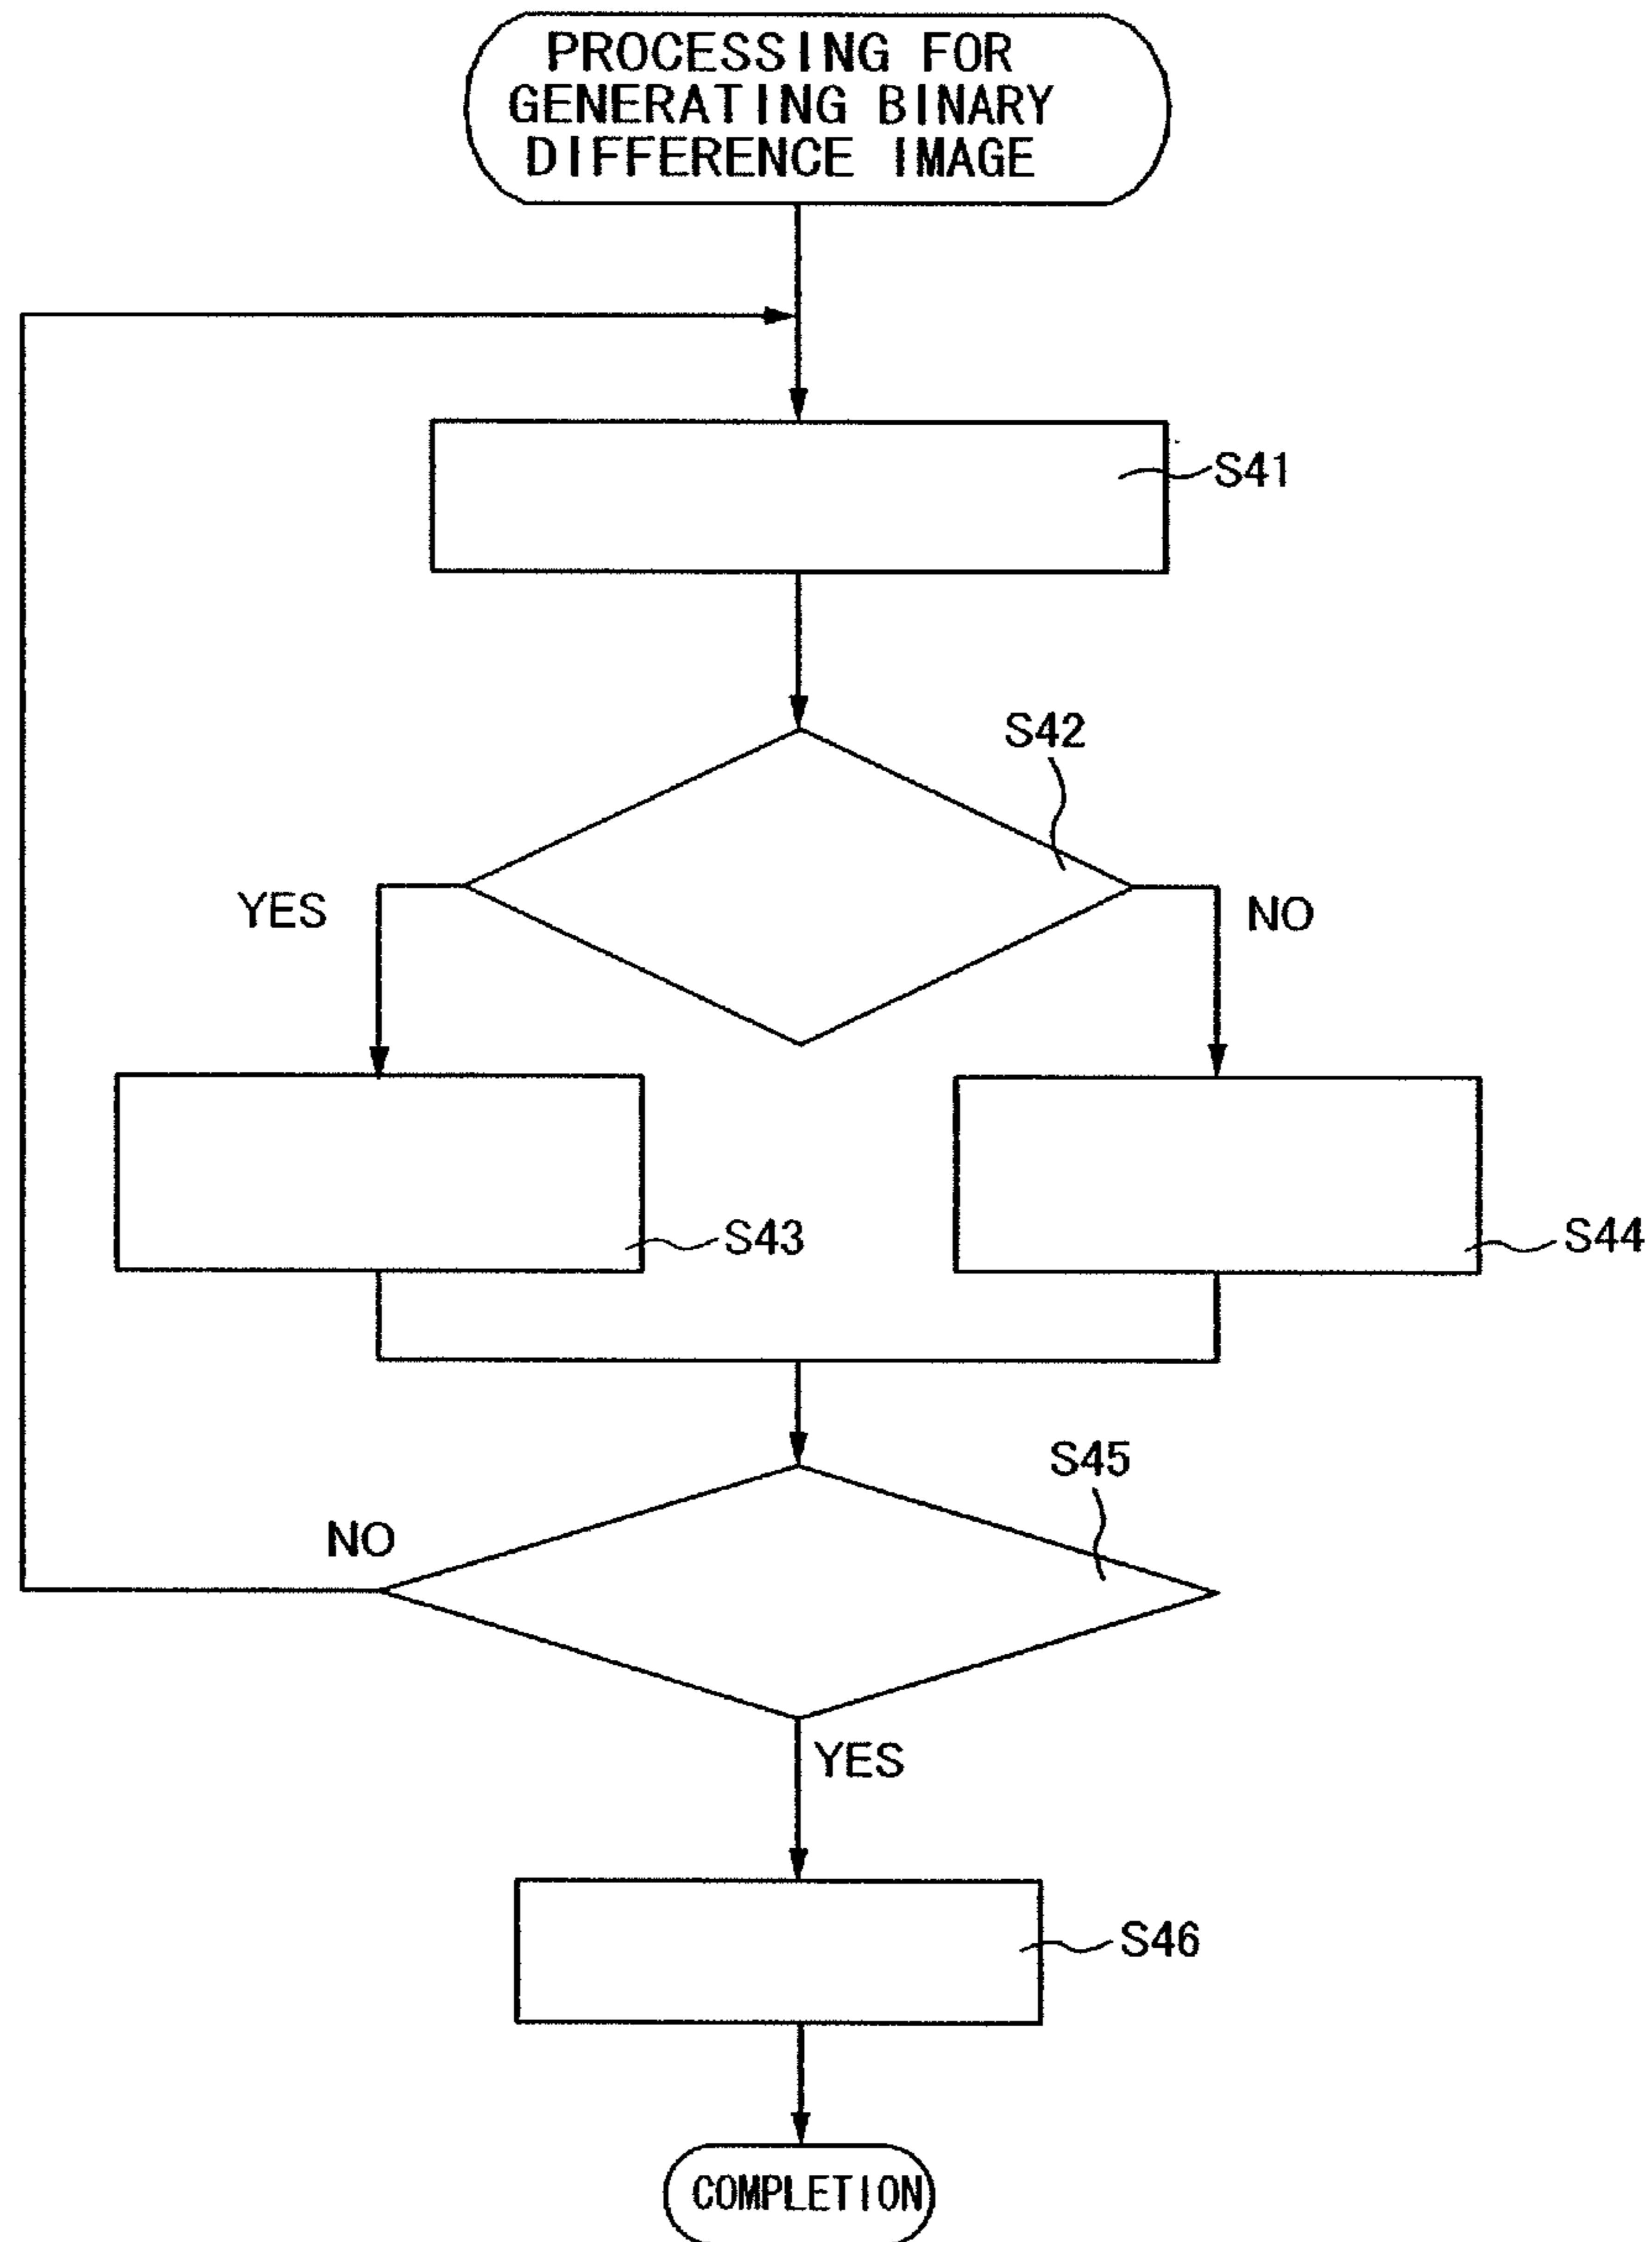 PROCESSING FOR
GENERATING BINARY
DIFFERENCE IMAGE
S41
S42
YES
NO
S43
S44
S45
NO
YES
S46
COMPLETION